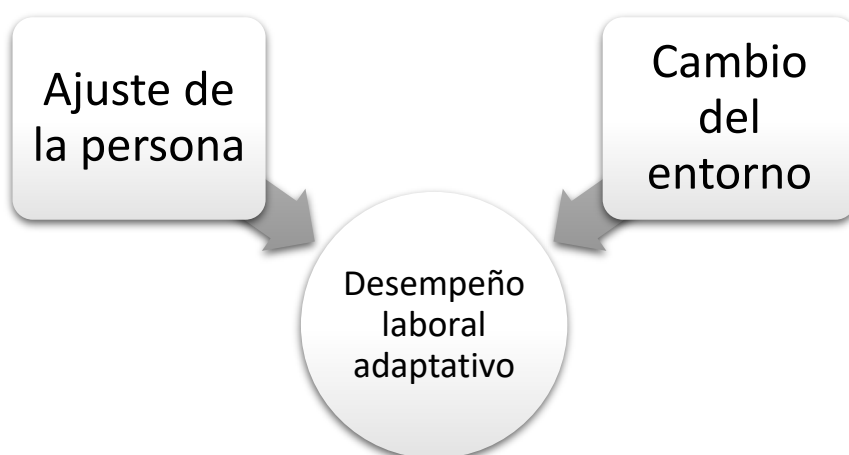 Ajuste de
la persona
Cambio
del
entorno
Desempeño
laboral
adaptativo